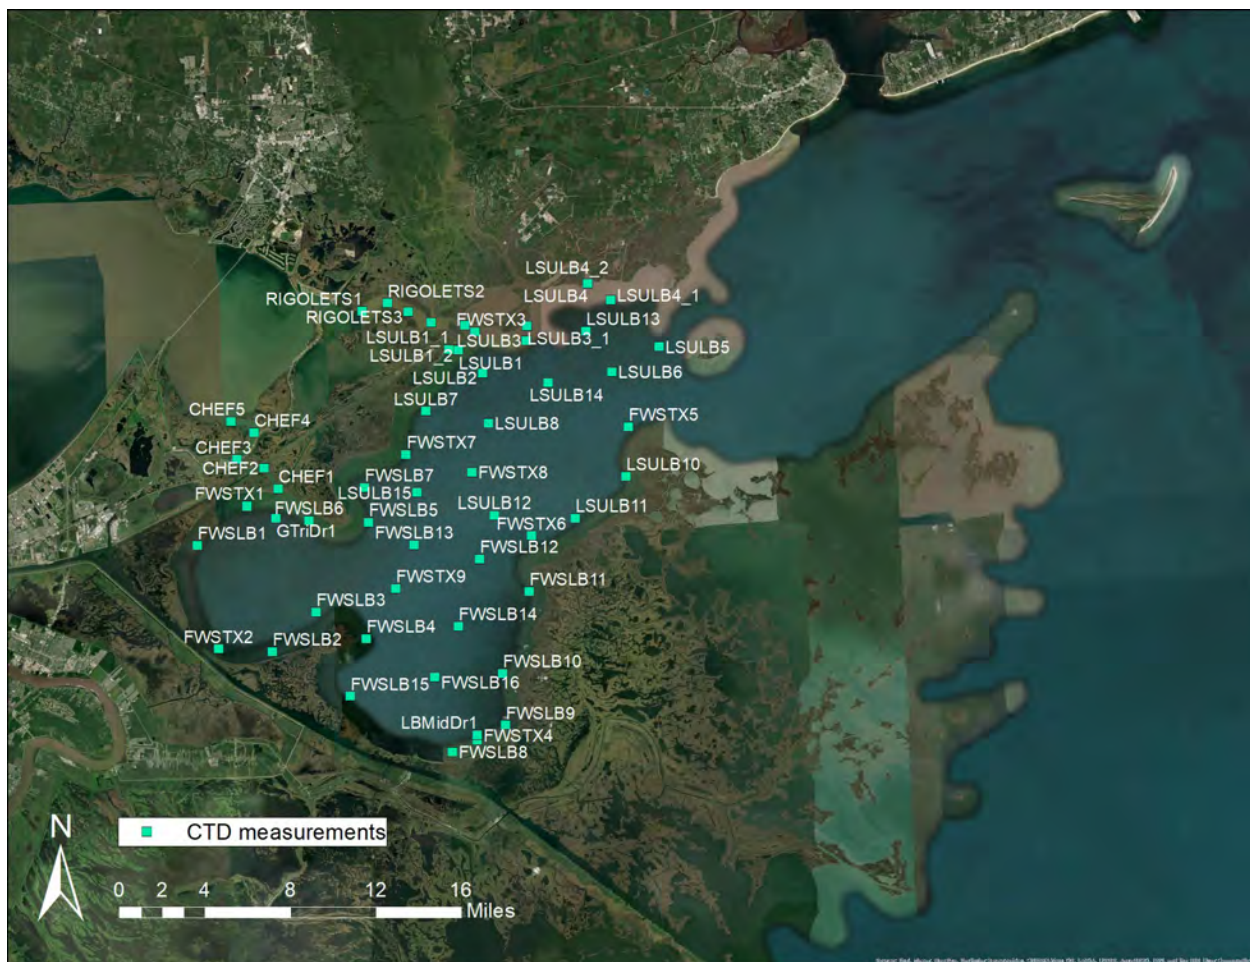 LSULB4_2
RIGOLETS1
RIGOLETS2
LSULB4
LSULB4_1
RIGOLETS3
FWSTX3
LSULB13
LSULB1_1
LSULB3
LSULB3_1
LSULB5
LSULB1_2
LSULB1
LSULB6
LSULB2
LSULB14
LSULB7
LSULB8
FWSTX5
CHEF5
CHEF4
CHEF3
FWSTX7
CHEF2
FWSTX8
LSULB10
CHEF1
FWSLB7
LSULB15
FWSTX1
FWSLB6
FWSLB5
LSULB12
LSULB11
GTriDr1
FWSTX6
FWSLB1
FWSLB13
FWSLB12
FWSTX9
FWSLB11
FWSLB3
FWSLB14
FWSLB4
FWSTX2
FWSLB2
FWSLB10
FWSLB15
FWSLB16
FWSLB9
LBMidDr1
FWSTX4
FWSLB8
N
CTD measurements
0 2 4 8 12 16
Miles